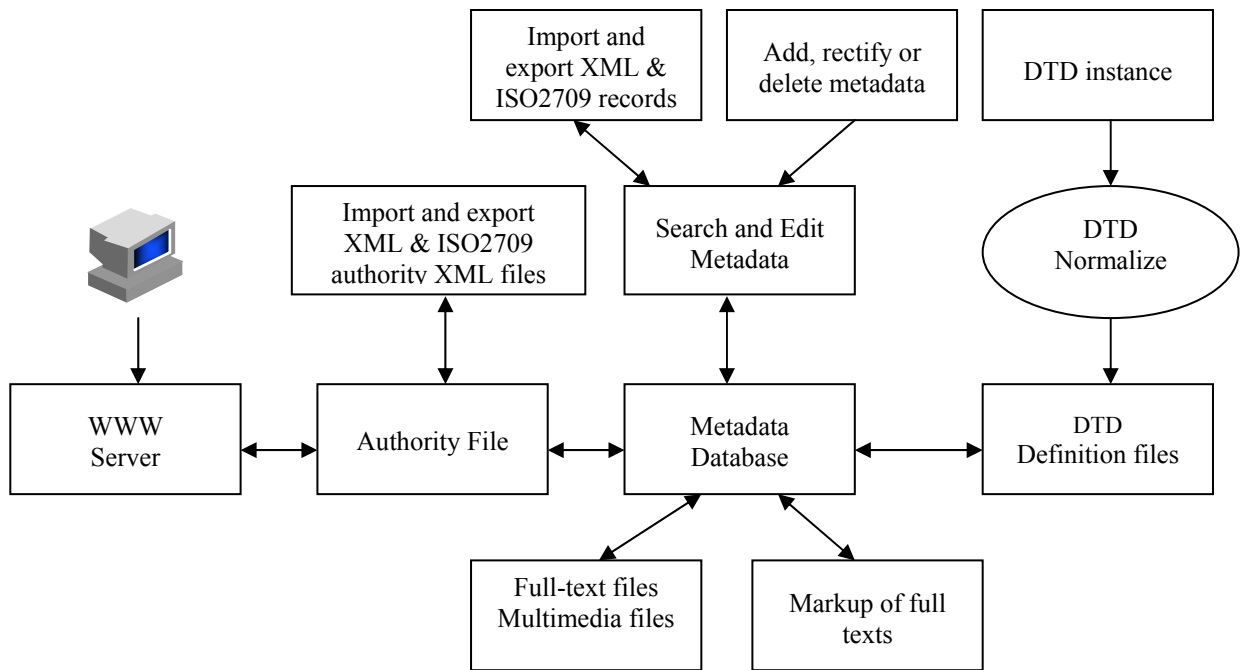 Import and
export XML &
ISO2709 records
Add, rectify or
delete metadata
DTD instance
Import and export
XML & ISO2709
authority XML files
Search and Edit
Metadata
DTD
Normalize
WWW
Server
Authority File
Metadata
Database
DTD
Definition files
Full-text files
Multimedia files
Markup of full
texts